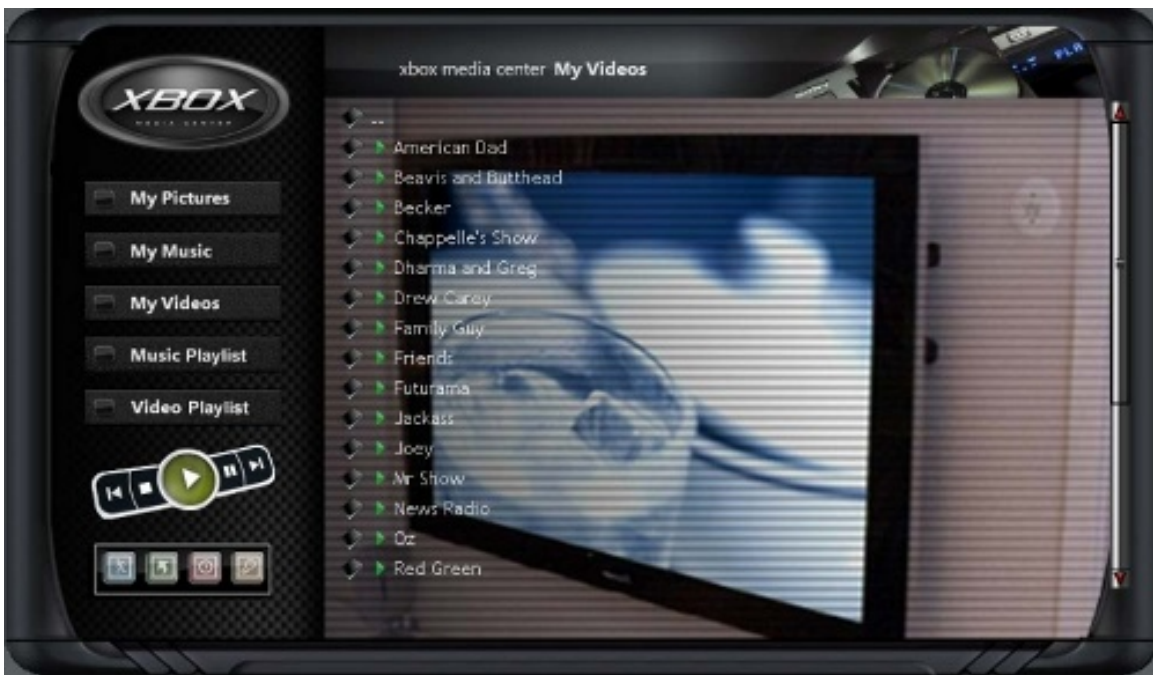 xbox media center My Videos
XBOX
MEDIA CENTER
My Pictures
My Music
My Videos
Music Playlist
Video Playlist
--
American Dad
Beavis and Butthead
Becker
Chappelle's Show
Dharma and Greg
Drew Carey
Family Guy
Friends
Futurama
Jackass
Joey
Mr Show
News Radio
Oz
Red Green